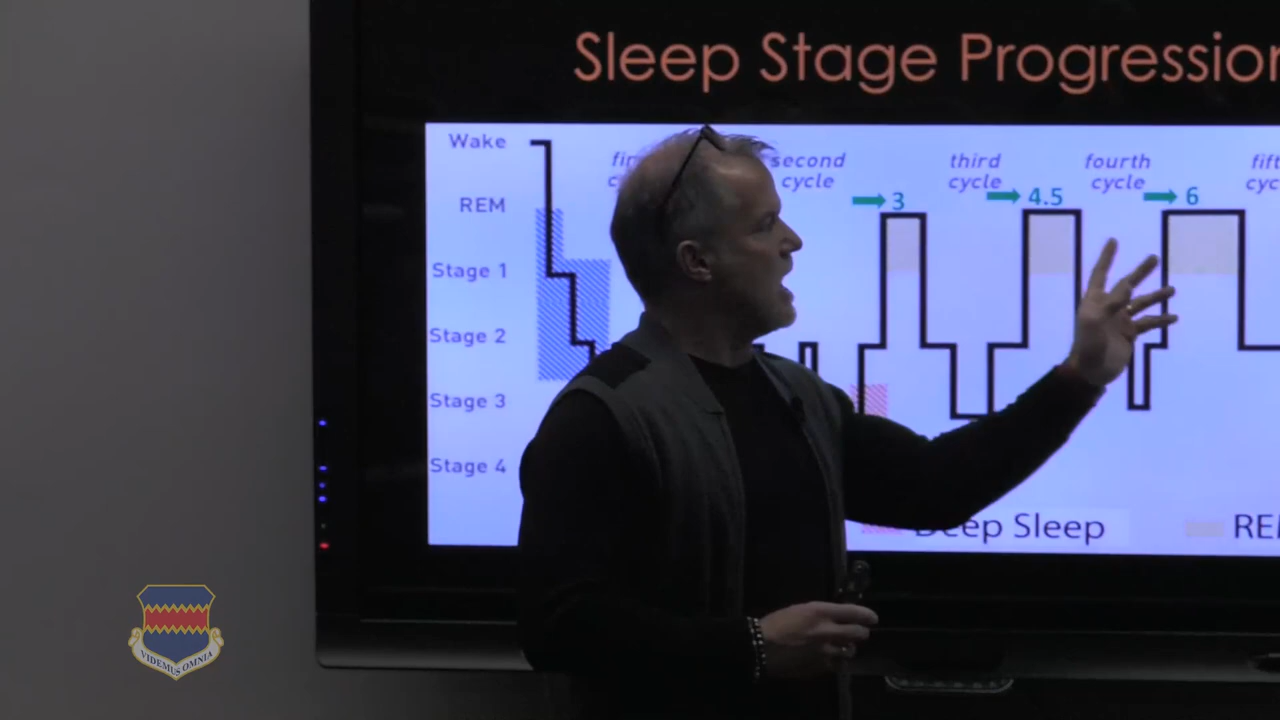 Sleep Stage Progression
Wake
REM
Stage 1
Stage 2
Stage 3
Stage 4
second
cycle
third
cycle
fourth
cycle
3
4.5
6
Deep Sleep
VIDEMUS OMNIA